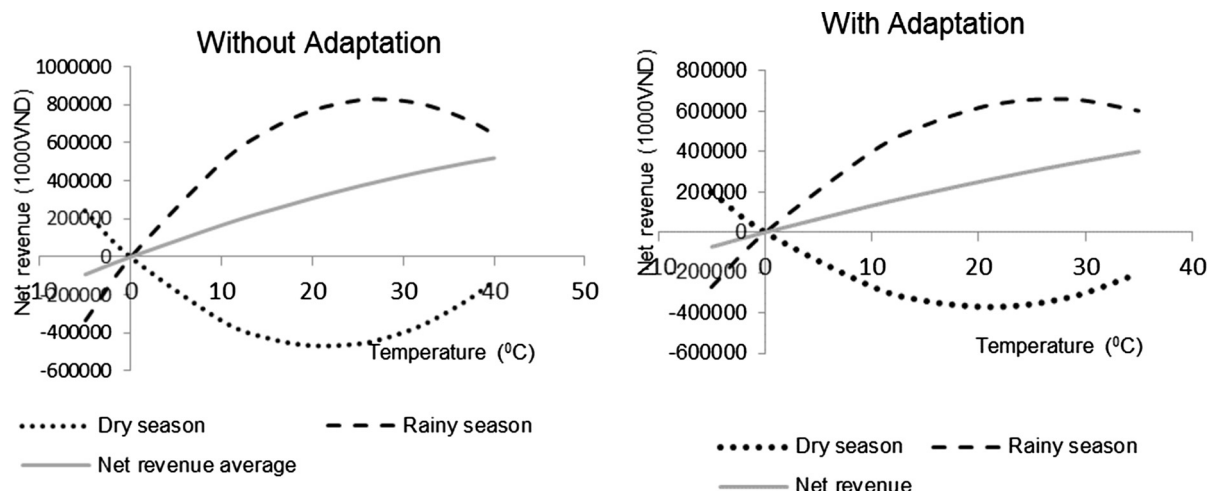 Without Adaptation
Net revenue (1000VND)
1000000
800000
600000
400000
200000
0
-200000
-400000
-600000
10
0
10
20
30
40
50
Temperature (⁰C)
Dry season
Rainy season
Net revenue average
With Adaptation
Net revenue (1000VND)
800000
600000
400000
200000
0
200000
-400000
-600000
10
0
10
20
30
40
Temperature (⁰C)
Dry season
Rainy season
Net revenue